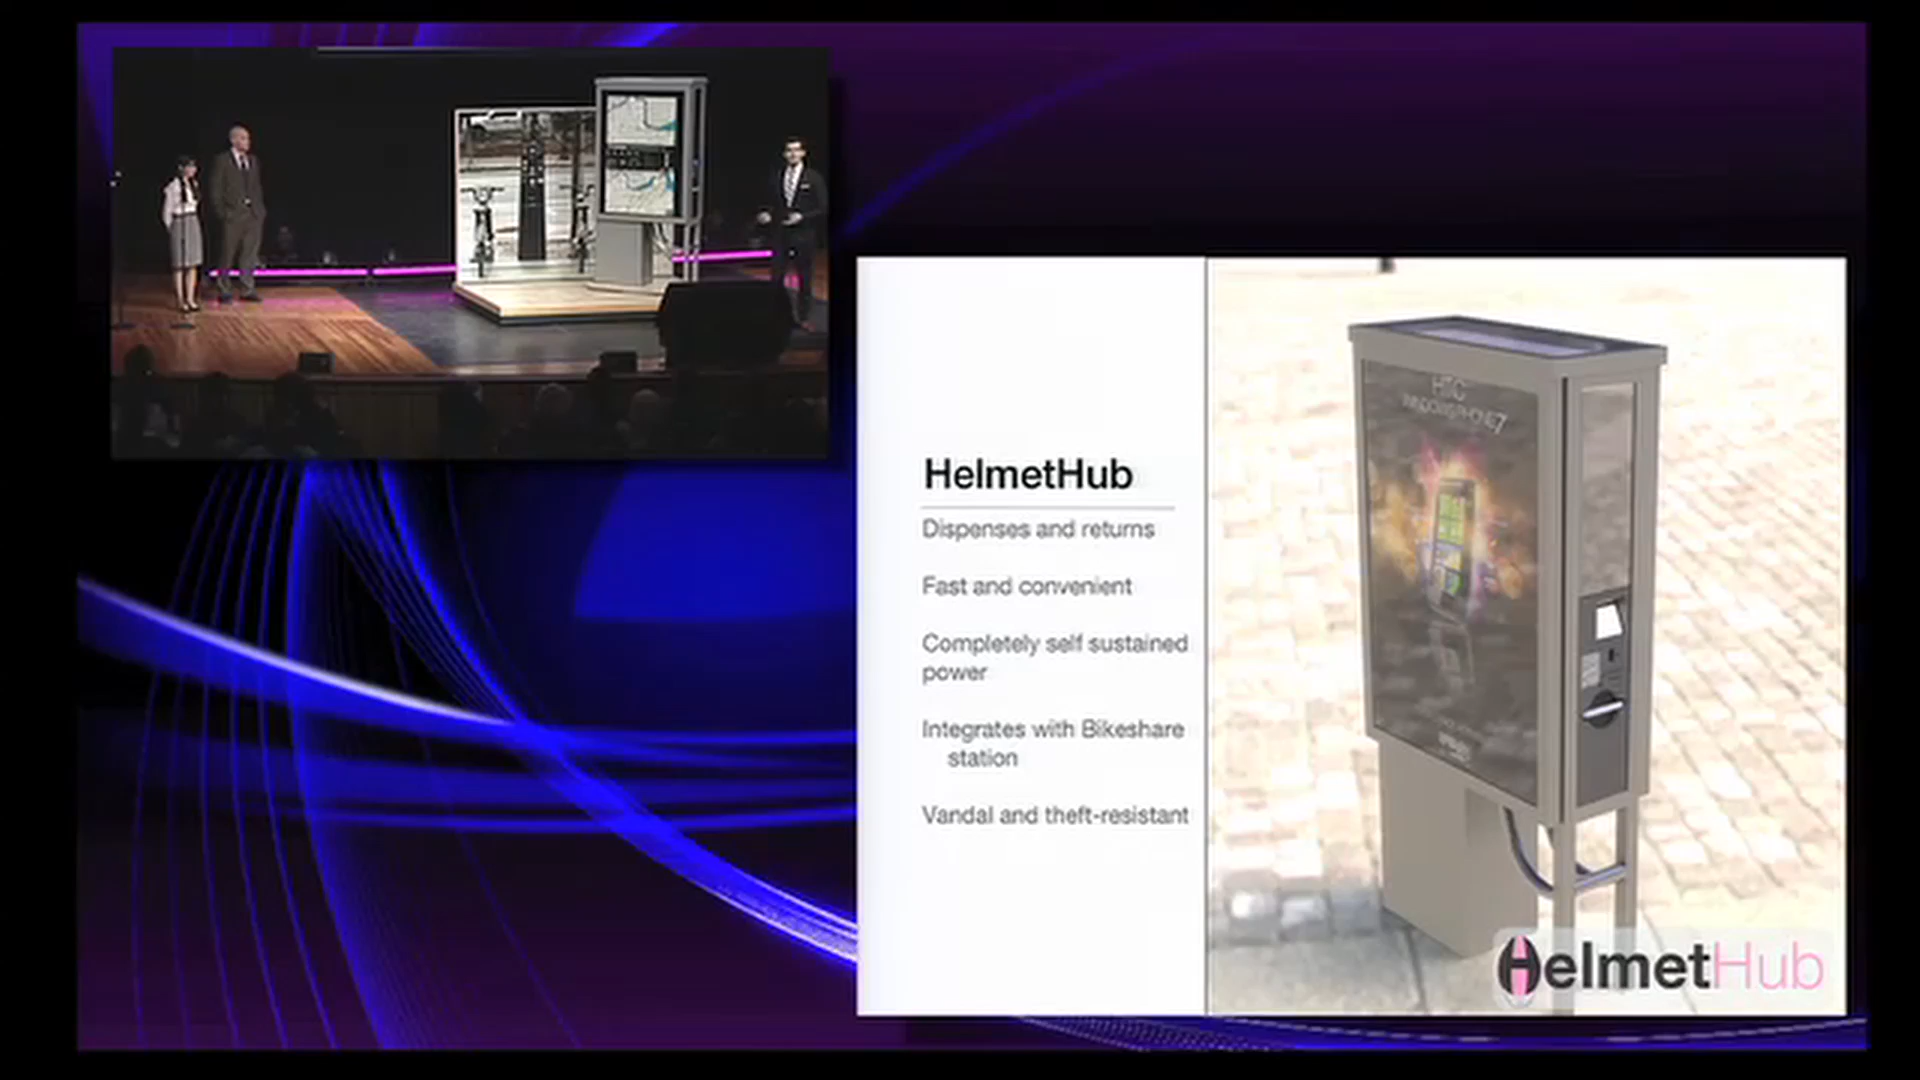 HelmetHub
Dispenses and returns
Fast and convenient
Completely self sustained
power
Integrates with Bikeshare
station
Vandal and theft-resistant
HTC
HelmetHub